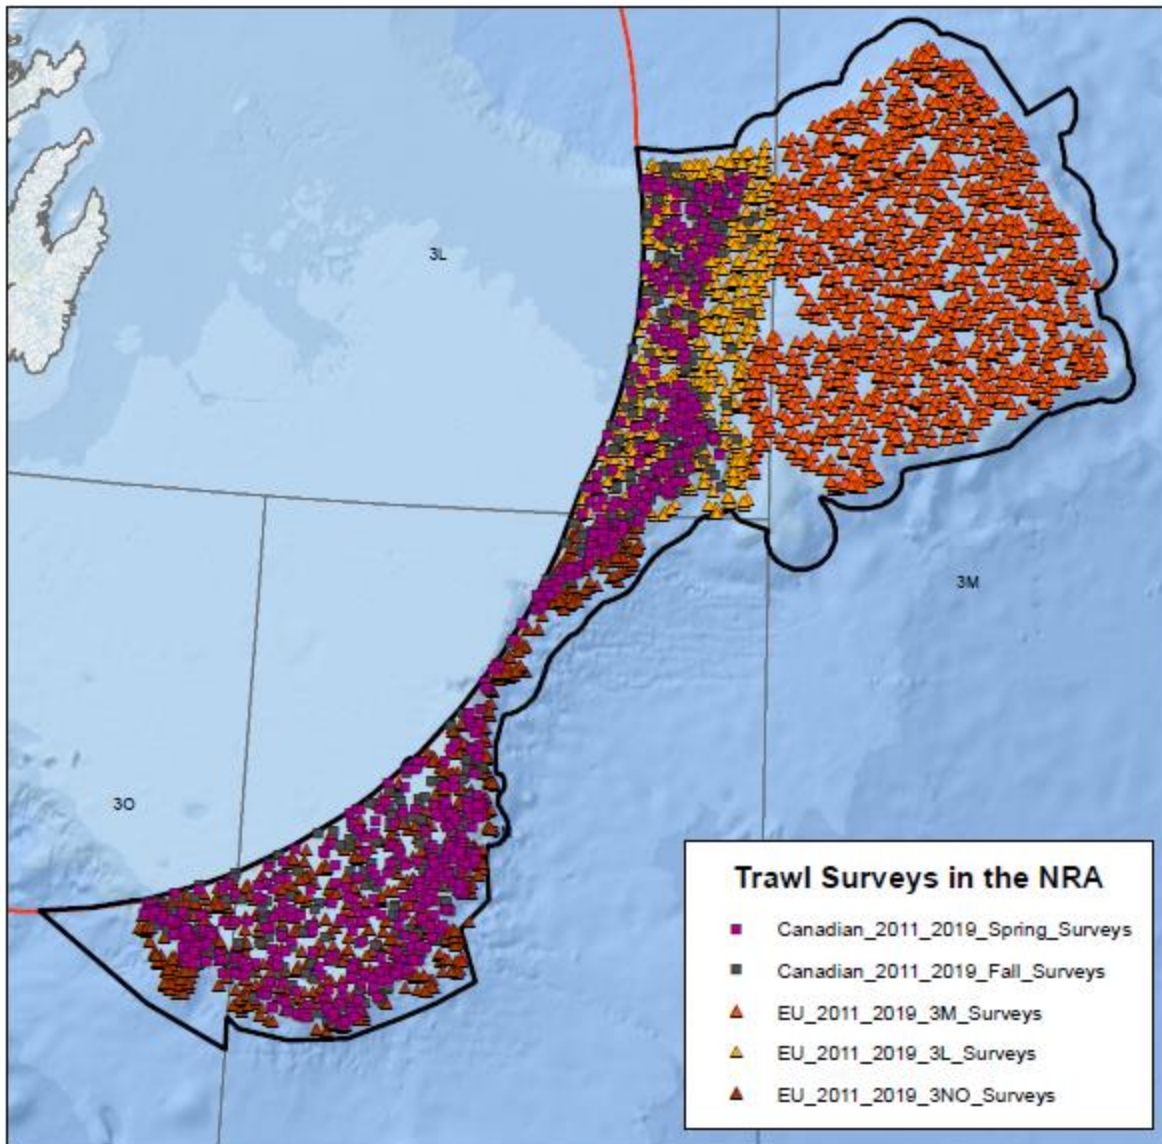 3L
3M
3O
Trawl Surveys in the NRA
Canadian_2011_2019_Spring_Surveys
Canadian_2011_2019_Fall_Surveys
EU_2011_2019_3M_Surveys
EU_2011_2019_3L_Surveys
EU_2011_2019_3NO_Surveys